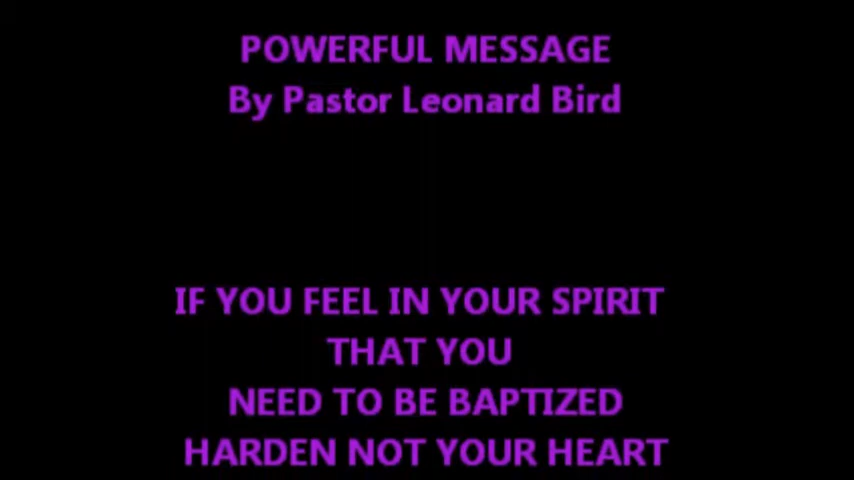 POWERFUL MESSAGE
By Pastor Leonard Bird
IF YOU FEEL IN YOUR SPIRIT
THAT YOU
NEED TO BE BAPTIZED
HARDEN NOT YOUR HEART